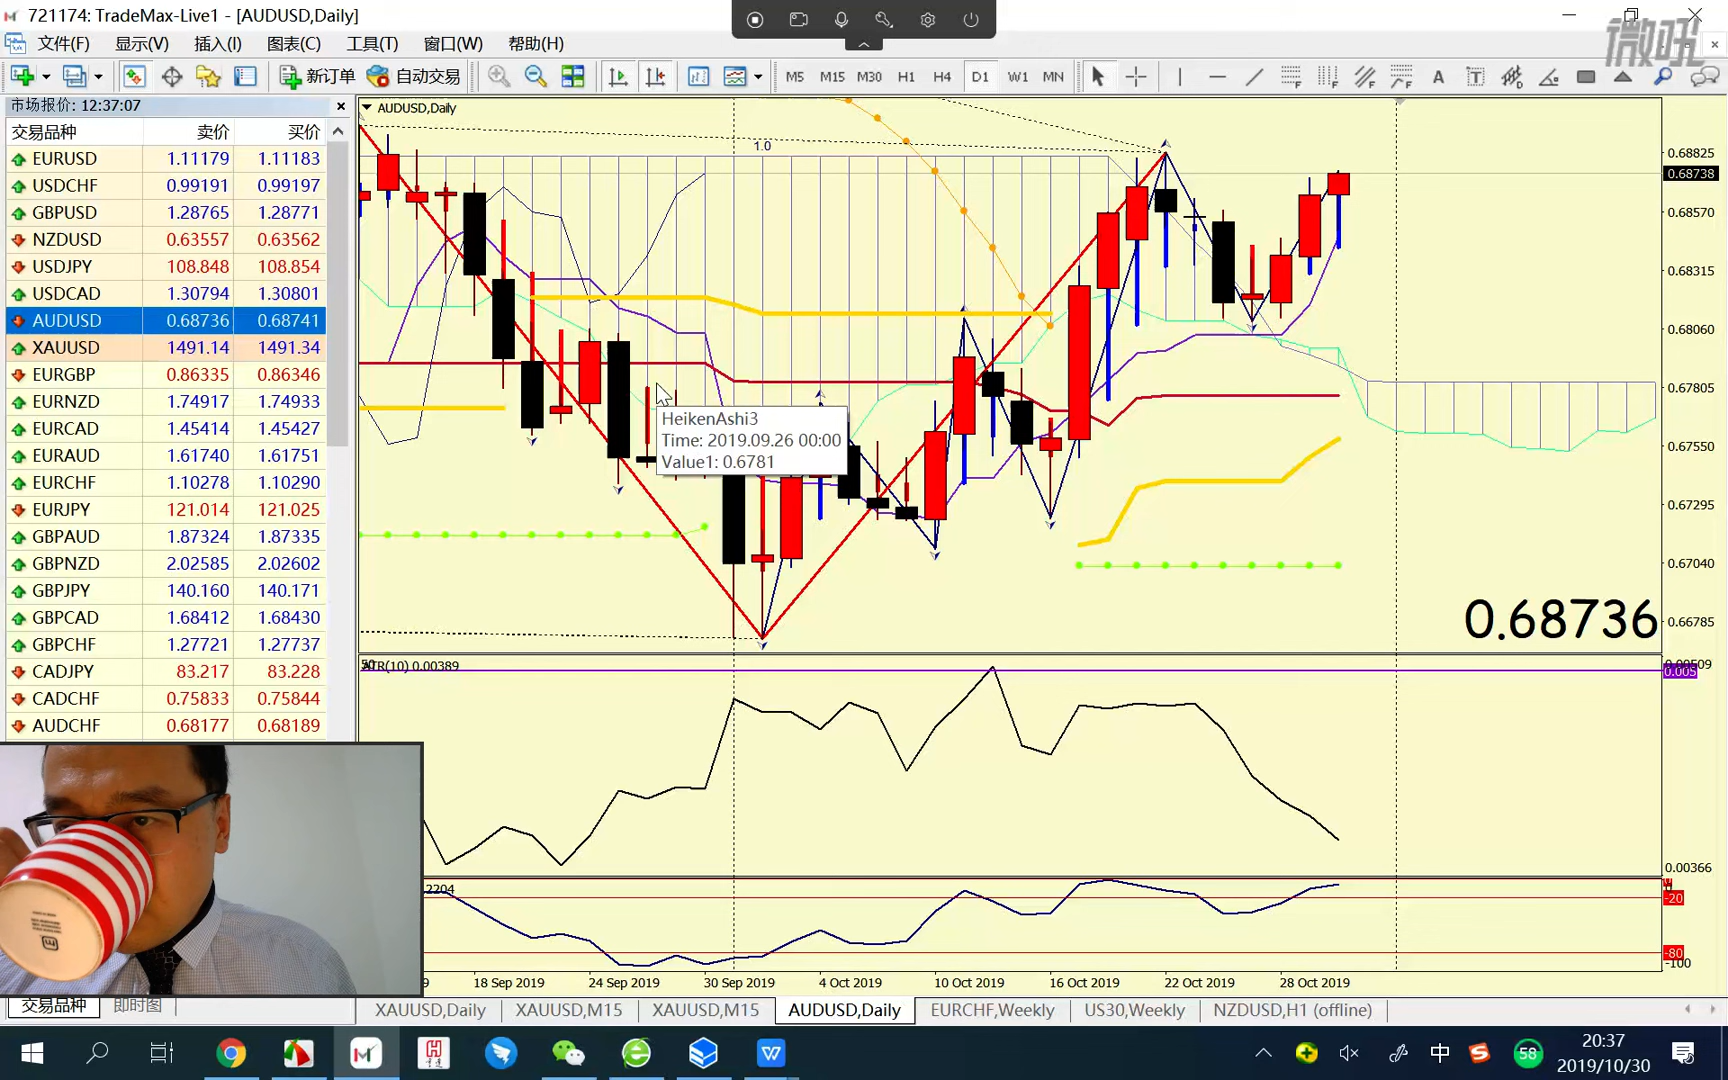 721174: TradeMax-Live1 - [AUDUSD,Daily]
微吼
文件(F) 显示(V) 插入(I) 图表(C) 工具(T) 窗口(W) 帮助(H)
新订单 自动交易 M5 M15 M30 H1 H4 D1 W1 MN
市场报价: 12:37:07
交易品种 卖价 买价
EURUSD 1.11179 1.11183
USDCHF 0.99191 0.99197
GBPUSD 1.28765 1.28771
NZDUSD 0.63557 0.63562
USDJPY 108.848 108.854
USDCAD 1.30794 1.30801
AUDUSD 0.68736 0.68741
XAUUSD 1491.14 1491.34
EURGBP 0.86335 0.86346
EURNZD 1.74917 1.74933
EURCAD 1.45414 1.45427
EURAUD 1.61740 1.61751
EURCHF 1.10278 1.10290
EURJPY 121.014 121.025
GBPAUD 1.87324 1.87335
GBPNZD 2.02585 2.02602
GBPJPY 140.160 140.171
GBPCAD 1.68412 1.68430
GBPCHF 1.27721 1.27737
CADJPY 83.217 83.228
CADCHF 0.75833 0.75844
AUDCHF 0.68177 0.68189
交易品种 即时图
AUDUSD,Daily
1.0
HeikenAshi3
Time: 2019.09.26 00:00
Value1: 0.6781
0.68825
0.68738
0.68570
0.68315
0.68060
0.67805
0.67550
0.67295
0.67040
0.66785
0.68736
ATR(10) 0.00389
0.00509
0.005
0.00366
2204
0
-20
-80
-100
18 Sep 2019 24 Sep 2019 30 Sep 2019 4 Oct 2019 10 Oct 2019 16 Oct 2019 22 Oct 2019 28 Oct 2019
XAUUSD,Daily XAUUSD,M15 XAUUSD,M15 AUDUSD,Daily EURCHF,Weekly US30,Weekly NZDUSD,H1 (offline)
中
58
20:37
2019/10/30